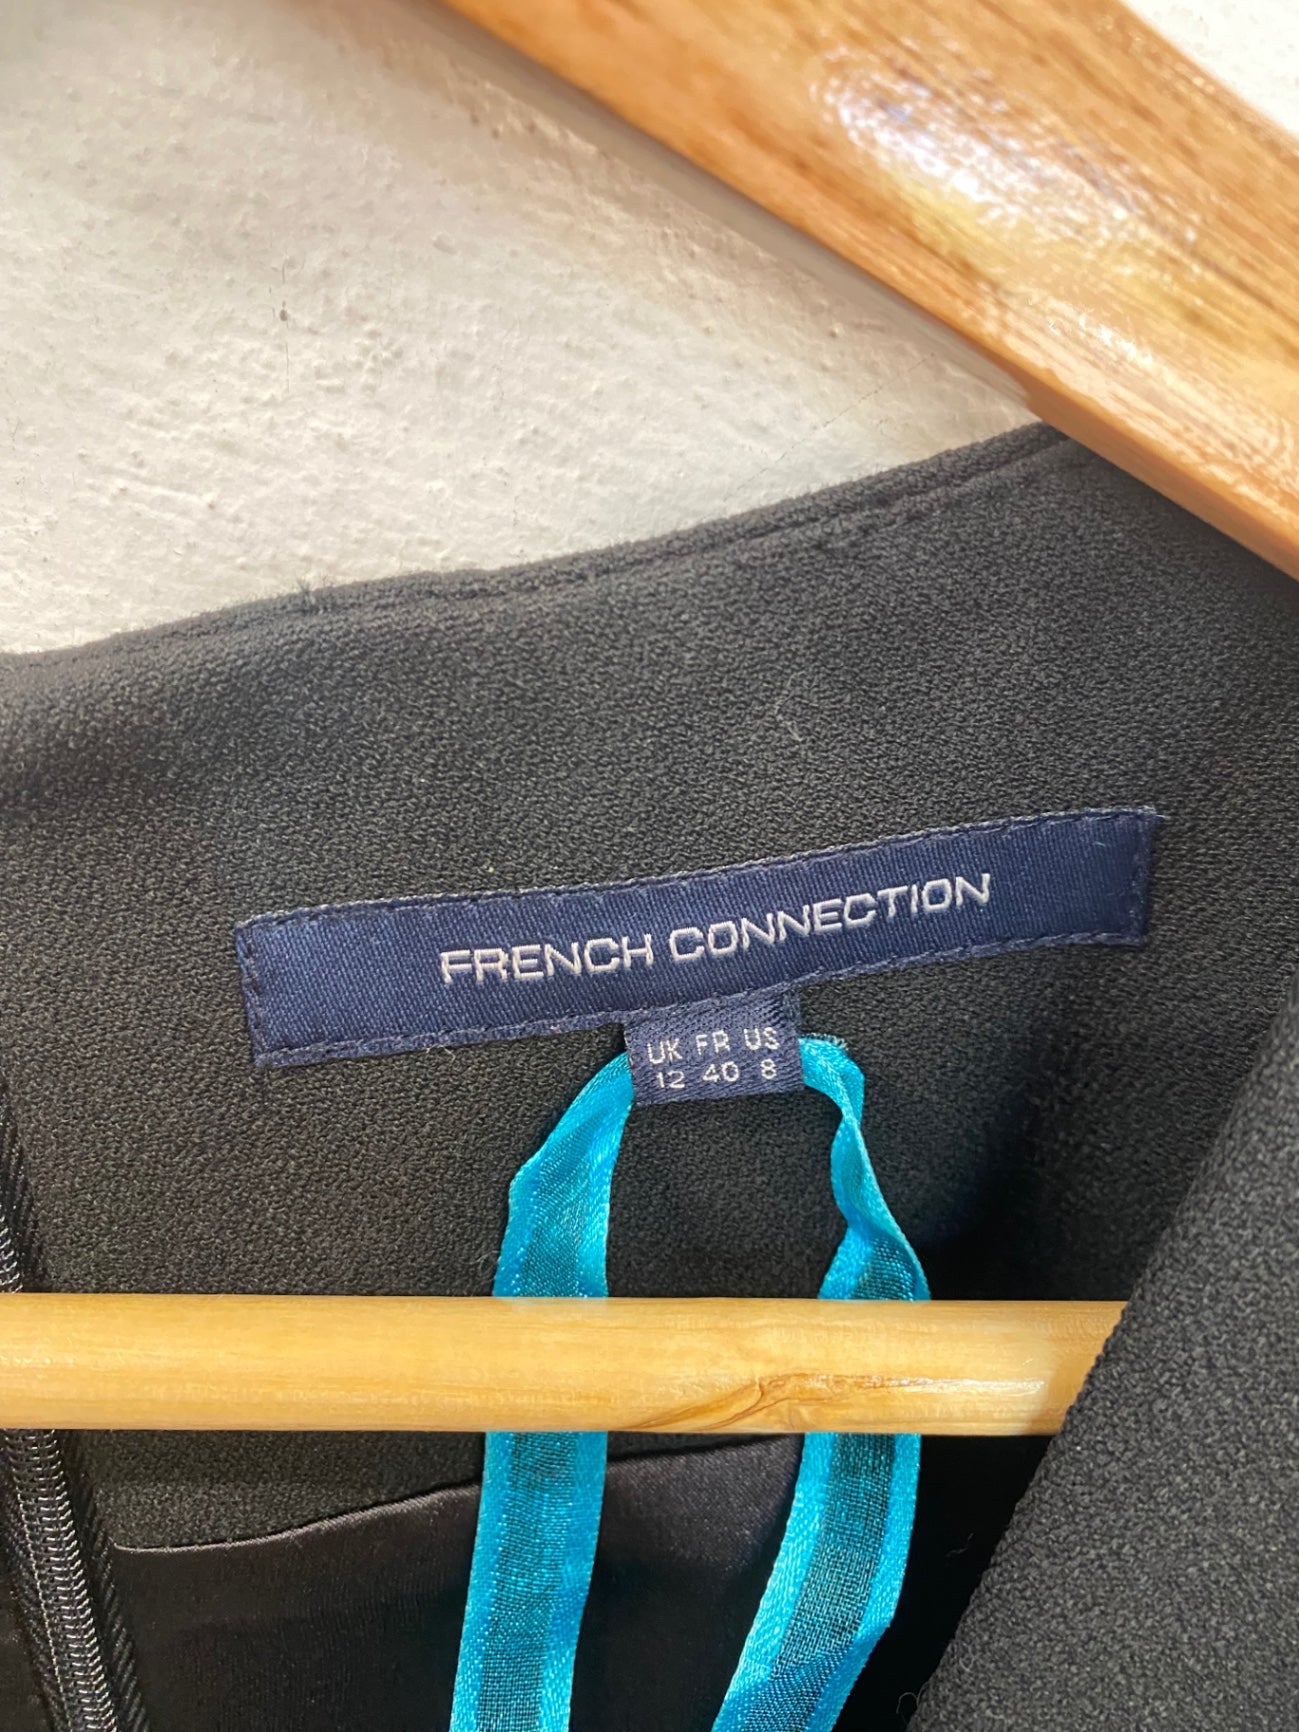 FRENCH CONNECTION
UK FR US
12 40 8